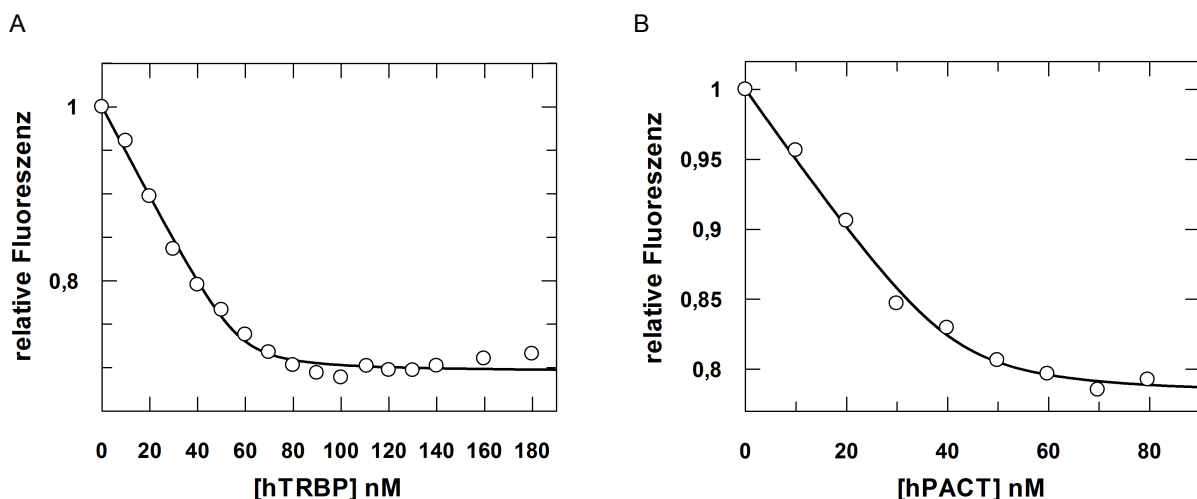 A
relative Fluoreszenz
1
0,8
0 20 40 60 80 100 120 140 160 180
[hTRBP] nM
B
relative Fluoreszenz
1
0,95
0,9
0,85
0,8
0 20 40 60 80
[hPACT] nM